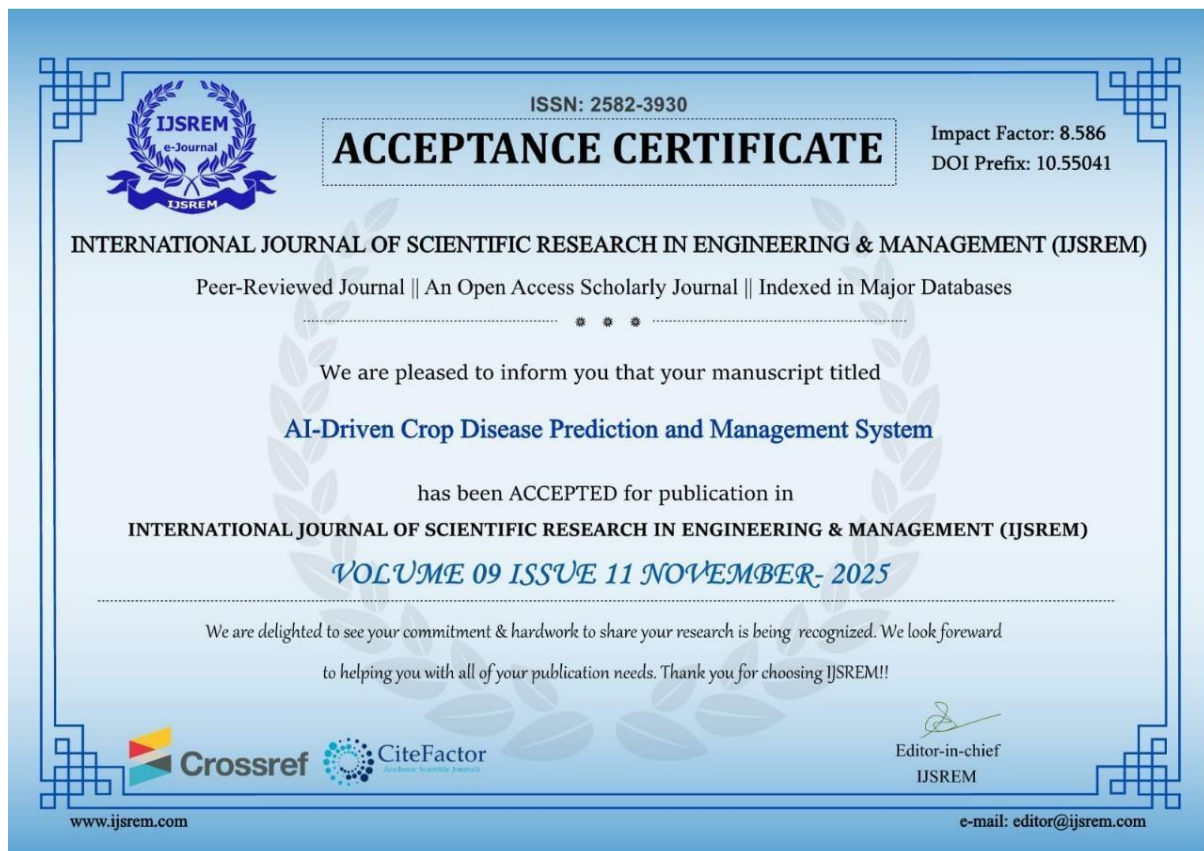 ISSN: 2582-3930
IJSREM
e-Journal
IJSREM
ACCEPTANCE CERTIFICATE
Impact Factor: 8.586
DOI Prefix: 10.55041
INTERNATIONAL JOURNAL OF SCIENTIFIC RESEARCH IN ENGINEERING & MANAGEMENT (IJSREM)
Peer-Reviewed Journal || An Open Access Scholarly Journal || Indexed in Major Databases
We are pleased to inform you that your manuscript titled
AI-Driven Crop Disease Prediction and Management System
has been ACCEPTED for publication in
INTERNATIONAL JOURNAL OF SCIENTIFIC RESEARCH IN ENGINEERING & MANAGEMENT (IJSREM)
VOLUME 09 ISSUE 11 NOVEMBER- 2025
We are delighted to see your commitment & hardwork to share your research is being recognized. We look foreward
to helping you with all of your publication needs. Thank you for choosing IJSREM!!
Crossref
CiteFactor
Academic Scientific Journals
Editor-in-chief
IJSREM
www.ijsrem.com
e-mail: editor@ijsrem.com